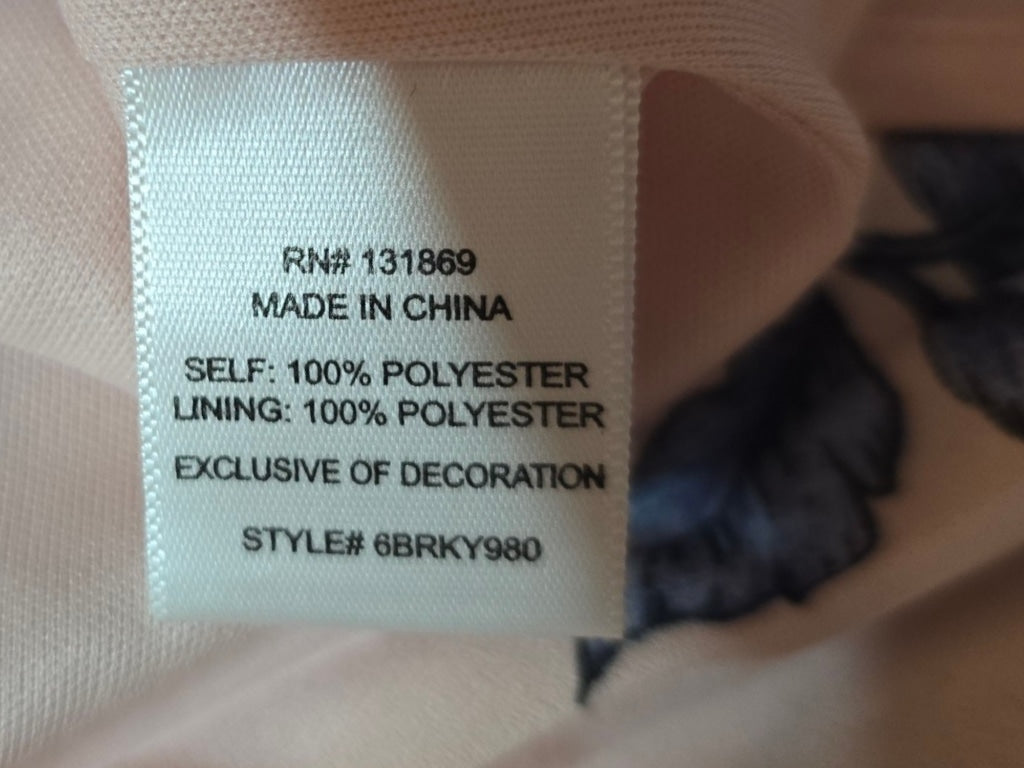 RN# 131869
MADE IN CHINA
SELF: 100% POLYESTER
LINING: 100% POLYESTER
EXCLUSIVE OF DECORATION
STYLE# 6BRKY980